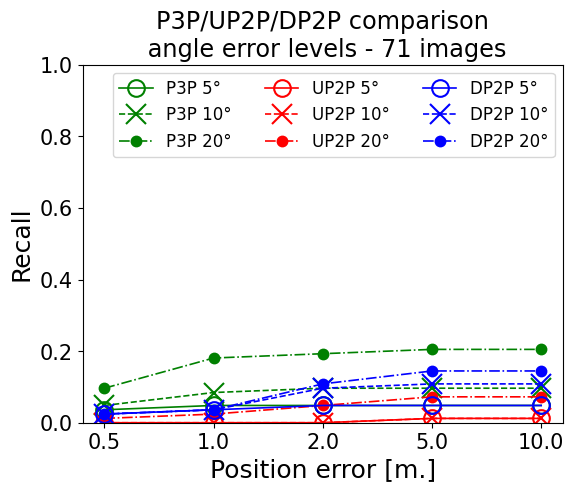 P3P/UP2P/DP2P comparison
angle error levels - 71 images
P3P 5° UP2P 5° DP2P 5°
P3P 10° UP2P 10° DP2P 10°
P3P 20° UP2P 20° DP2P 20°
1.0
0.8
0.6
0.4
0.2
0.0
Recall
0.5 1.0 2.0 5.0 10.0
Position error [m.]